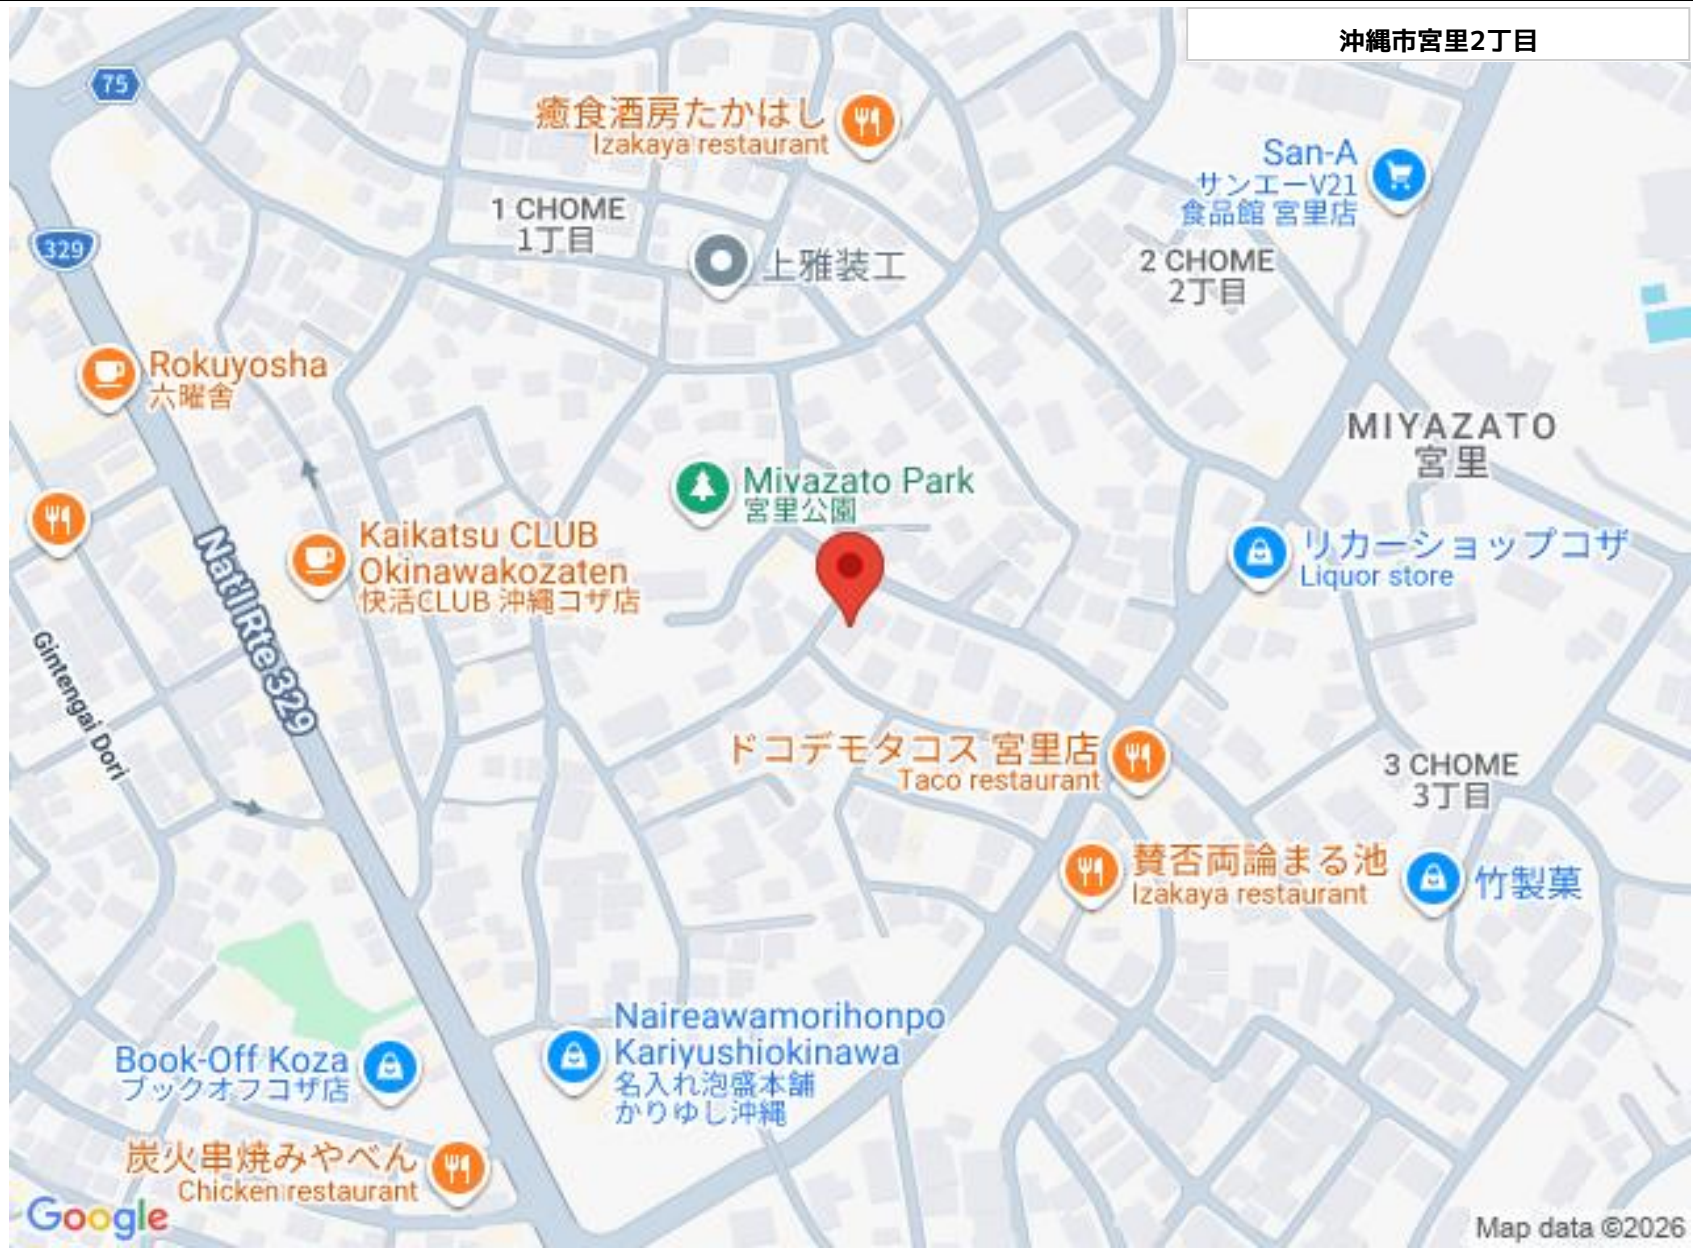 沖縄市宮里2丁目
75
癒食酒房たかはし
Izakaya restaurant
San-A
サンエーV21
食品館 宮里店
1 CHOME
1丁目
329
上雅装工
2 CHOME
2丁目
Rokuyosha
六曜舎
MIYAZATO
宮里
Miyazato Park
宮里公園
Kaikatsu CLUB
Okinawakozaten
快活CLUB 沖縄コザ店
リカーショップコザ
Liquor store
Nat'l Rte 329
Gintengai Dori
ドコデモタコス 宮里店
Taco restaurant
3 CHOME
3丁目
賛否両論まる池
Izakaya restaurant
竹製菓
Naireawamorihonpo
Kariyushiokinawa
名入れ泡盛本舗
かりゆし沖縄
Book-Off Koza
ブックオフコザ店
炭火串焼みやべん
Chicken restaurant
Google
Map data ©2026